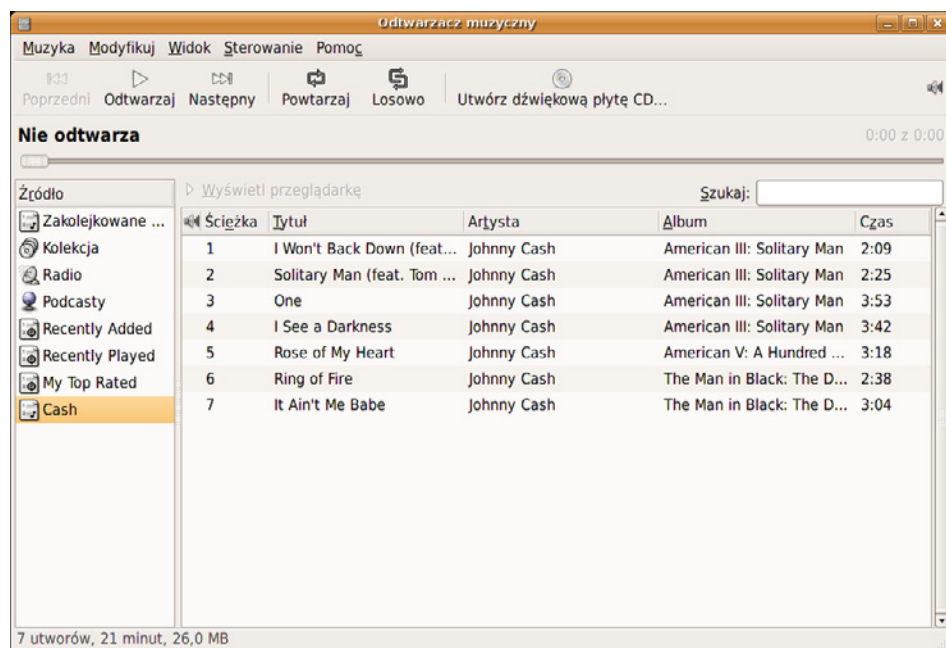 Odtwarzacz muzyczny
Muzyka Modyfikuj Widok Sterowanie Pomoc
Poprzedni Odtwarzaj Następny Powtarzaj Losowo Utwórz dźwiękową płytę CD...
Nie odtwarza 0:00 z 0:00
Źródło Wyświetl przeglądarkę Szukaj:
Zakolejkowane ... Ścieżka Tytuł Artysta Album Czas
Kolekcja 1 I Won't Back Down (feat... Johnny Cash American III: Solitary Man 2:09
Radio 2 Solitary Man (feat. Tom ... Johnny Cash American III: Solitary Man 2:25
Podcasty 3 One Johnny Cash American III: Solitary Man 3:53
Recently Added 4 I See a Darkness Johnny Cash American III: Solitary Man 3:42
Recently Played 5 Rose of My Heart Johnny Cash American V: A Hundred ... 3:18
My Top Rated 6 Ring of Fire Johnny Cash The Man in Black: The D... 2:38
Cash 7 It Ain't Me Babe Johnny Cash The Man in Black: The D... 3:04
7 utworów, 21 minut, 26,0 MB